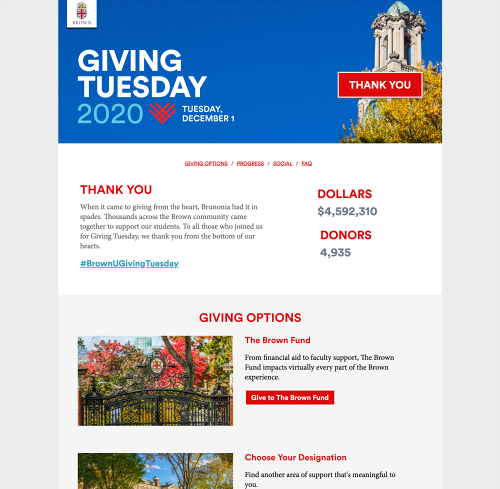 BROWN
GIVING
TUESDAY
2020
TUESDAY,
DECEMBER 1
THANK YOU
GIVING OPTIONS / PROGRESS / SOCIAL / FAQ
THANK YOU
When it came to giving from the heart, Brunonia had it in
spades. Thousands across the Brown community came
together to support our students. To all those who joined us
for Giving Tuesday, we thank you from the bottom of our
hearts.
#BrownUGivingTuesday
DOLLARS
$4,592,310
DONORS
4,935
GIVING OPTIONS
The Brown Fund
From financial aid to faculty support, The Brown
Fund impacts virtually every part of the Brown
experience.
Give to The Brown Fund
Choose Your Designation
Find another area of support that's meaningful to
you.